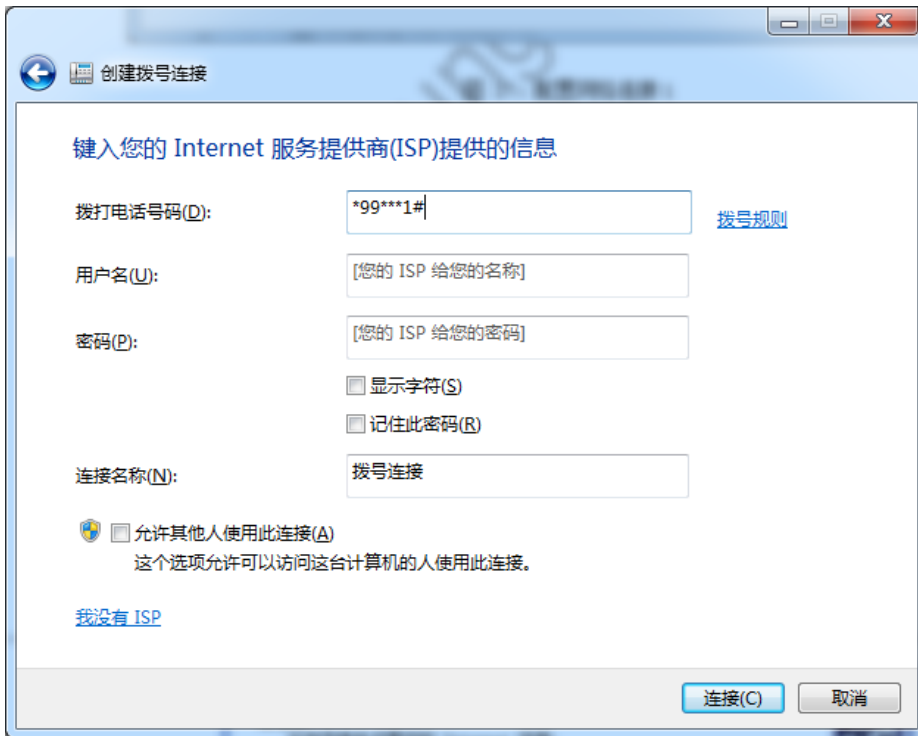 创建拨号连接
键入您的 Internet 服务提供商(ISP)提供的信息
拨打电话号码(D):
*99***1#
拨号规则
用户名(U):
[您的 ISP 给您的名称]
密码(P):
[您的 ISP 给您的密码]
显示字符(S)
记住此密码(R)
连接名称(N):
拨号连接
允许其他人使用此连接(A)
这个选项允许可以访问这台计算机的人使用此连接。
我没有 ISP
连接(C)
取消